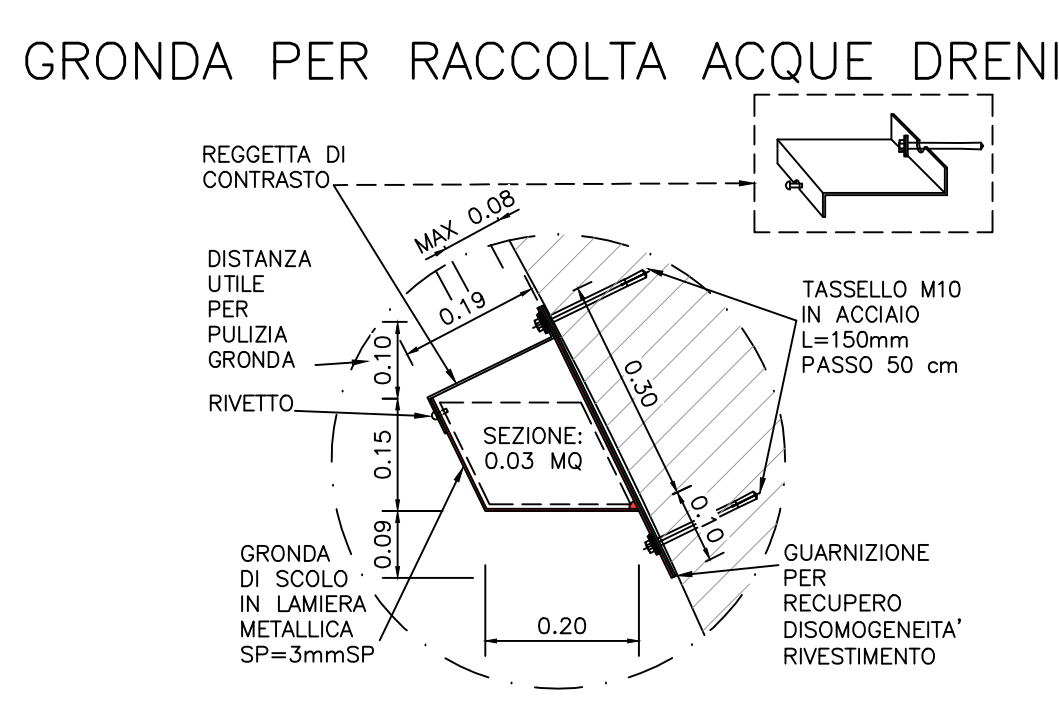 GRONDA PER RACCOLTA ACQUE DRENI
REGGETTA DI
CONTRASTO
MAX 0.08
DISTANZA
UTILE
PER
PULIZIA
GRONDA
0.19
0.10
TASSELLO M10
IN ACCIAIO
L=150mm
PASSO 50 cm
0.30
RIVETTO
SEZIONE:
0.03 MQ
0.15
0.10
0.09
GRONDA
DI SCOLO
IN LAMIERA
METALLICA
SP=3mmSP
0.20
GUARNIZIONE
PER
RECUPERO
DISOMOGENEITA'
RIVESTIMENTO